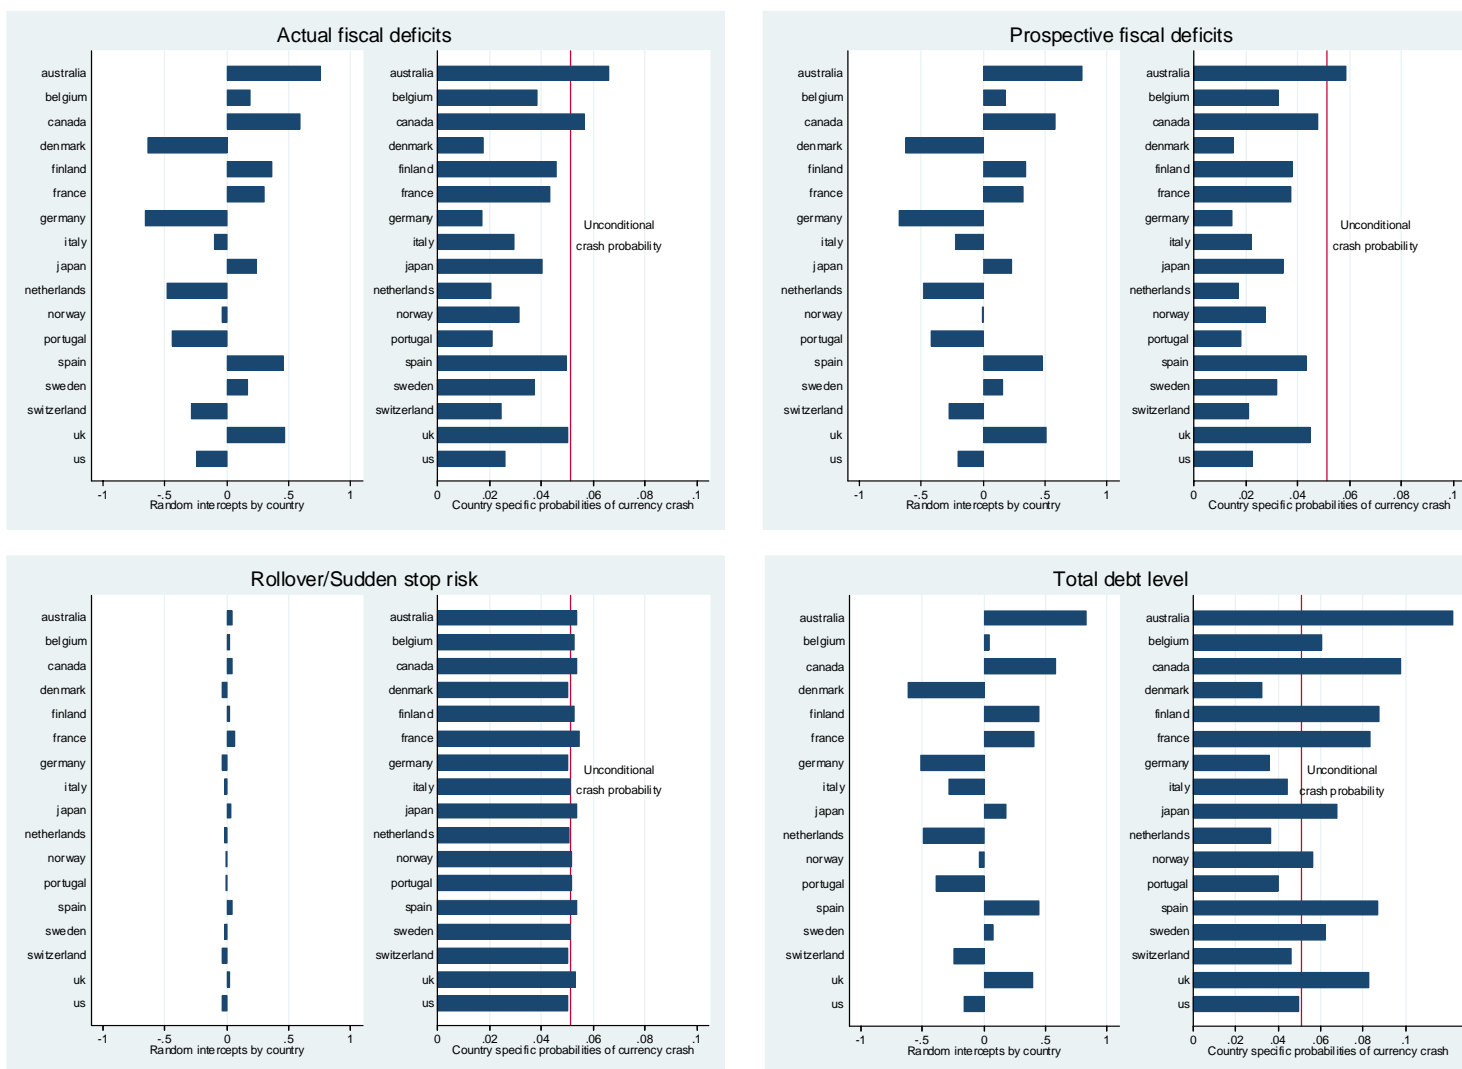 Actual fiscal deficits
australia
belgium
canada
denmark
finland
france
germany
italy
japan
netherlands
norway
portugal
spain
sweden
switzerland
uk
us
-1 -.5 0 .5 1
Random intercepts by country
australia
belgium
canada
denmark
finland
france
germany
italy
japan
netherlands
norway
portugal
spain
sweden
switzerland
uk
us
Unconditional
crash probability
0 .02 .04 .06 .08 .1
Country specific probabilities of currency crash
Prospective fiscal deficits
australia
belgium
canada
denmark
finland
france
germany
italy
japan
netherlands
norway
portugal
spain
sweden
switzerland
uk
us
-1 -.5 0 .5 1
Random intercepts by country
australia
belgium
canada
denmark
finland
france
germany
italy
japan
netherlands
norway
portugal
spain
sweden
switzerland
uk
us
Unconditional
crash probability
0 .02 .04 .06 .08 .1
Country specific probabilities of currency crash
Rollover/Sudden stop risk
australia
belgium
canada
denmark
finland
france
germany
italy
japan
netherlands
norway
portugal
spain
sweden
switzerland
uk
us
-1 -.5 0 .5 1
Random intercepts by country
australia
belgium
canada
denmark
finland
france
germany
italy
japan
netherlands
norway
portugal
spain
sweden
switzerland
uk
us
Unconditional
crash probability
0 .02 .04 .06 .08 .1
Country specific probabilities of currency crash
Total debt level
australia
belgium
canada
denmark
finland
france
germany
italy
japan
netherlands
norway
portugal
spain
sweden
switzerland
uk
us
-1 -.5 0 .5 1
Random intercepts by country
australia
belgium
canada
denmark
finland
france
germany
italy
japan
netherlands
norway
portugal
spain
sweden
switzerland
uk
us
Unconditional
crash probability
0 .02 .04 .06 .08 .1
Country specific probabilities of currency crash